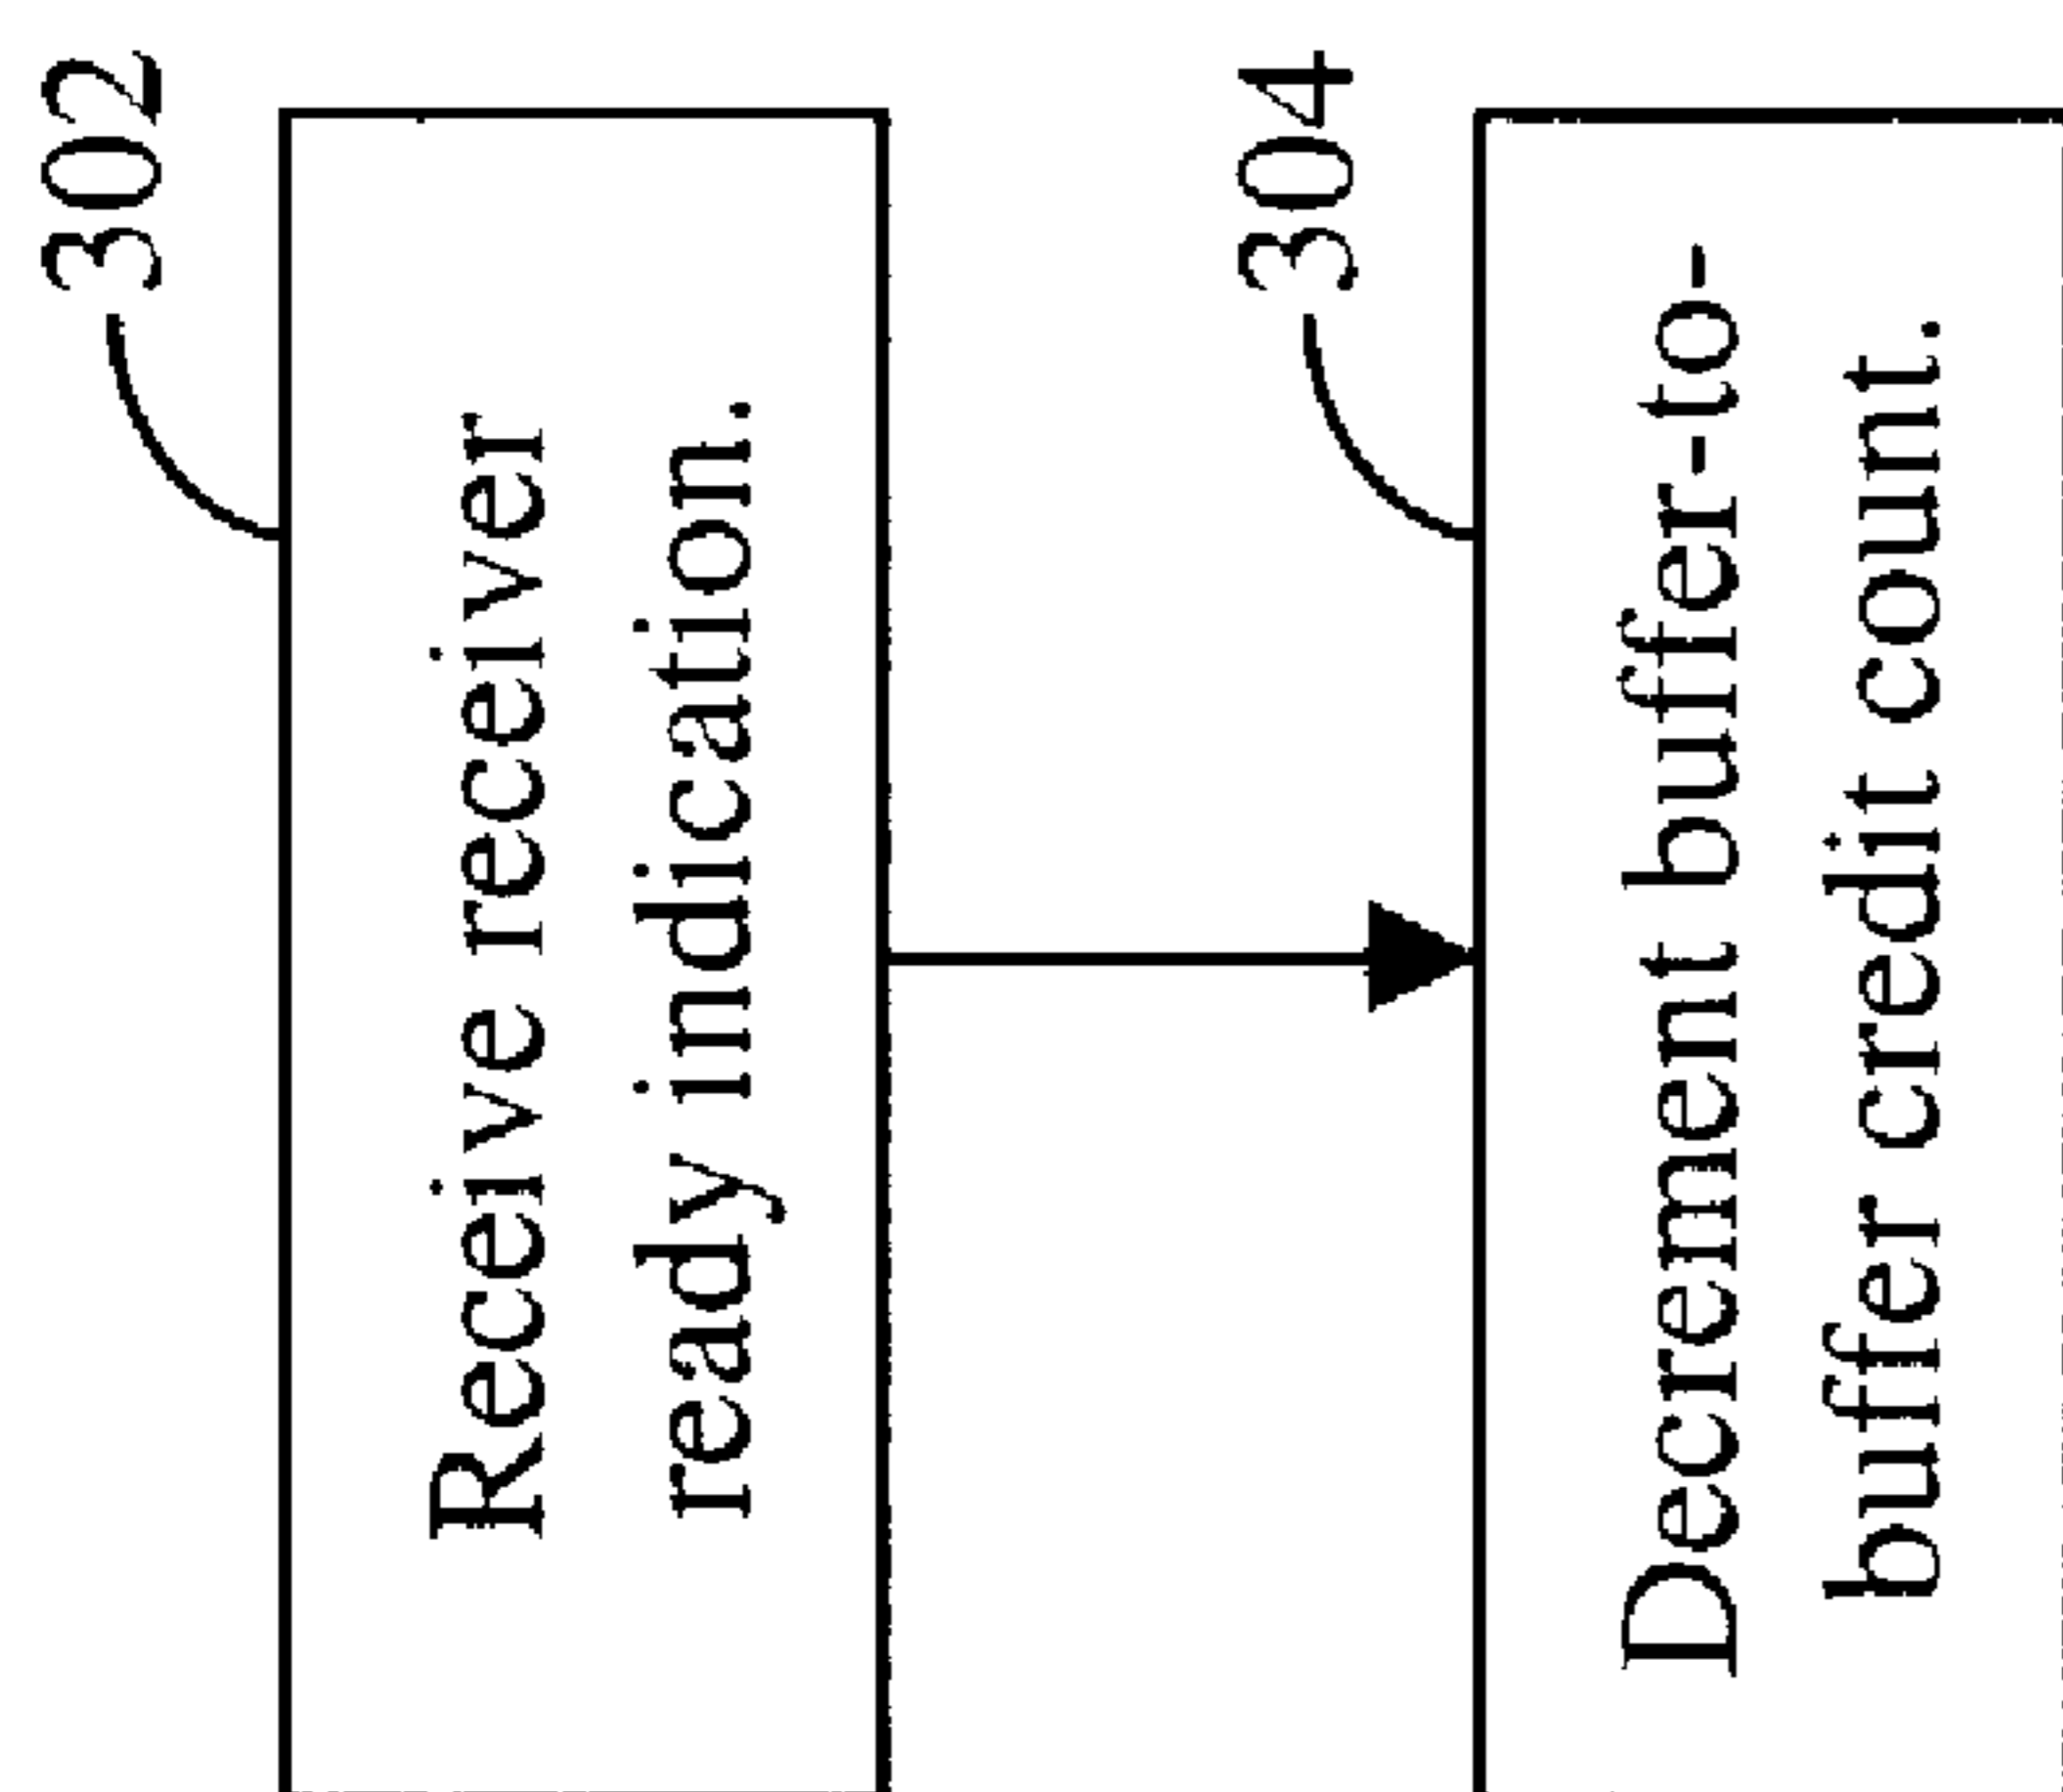 302
Receive receiver
ready indication.
304
Decrement buffer-to-
buffer credit count.